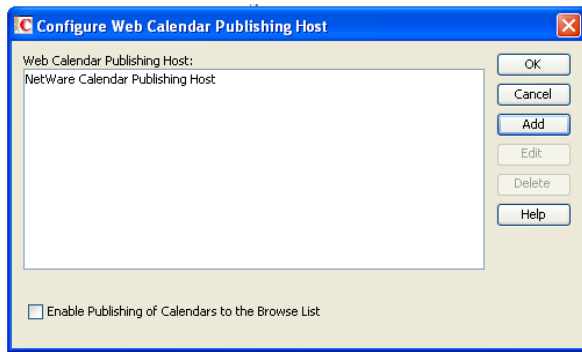 Configure Web Calendar Publishing Host
Web Calendar Publishing Host:
NetWare Calendar Publishing Host
OK
Cancel
Add
Edit
Delete
Help
Enable Publishing of Calendars to the Browse List